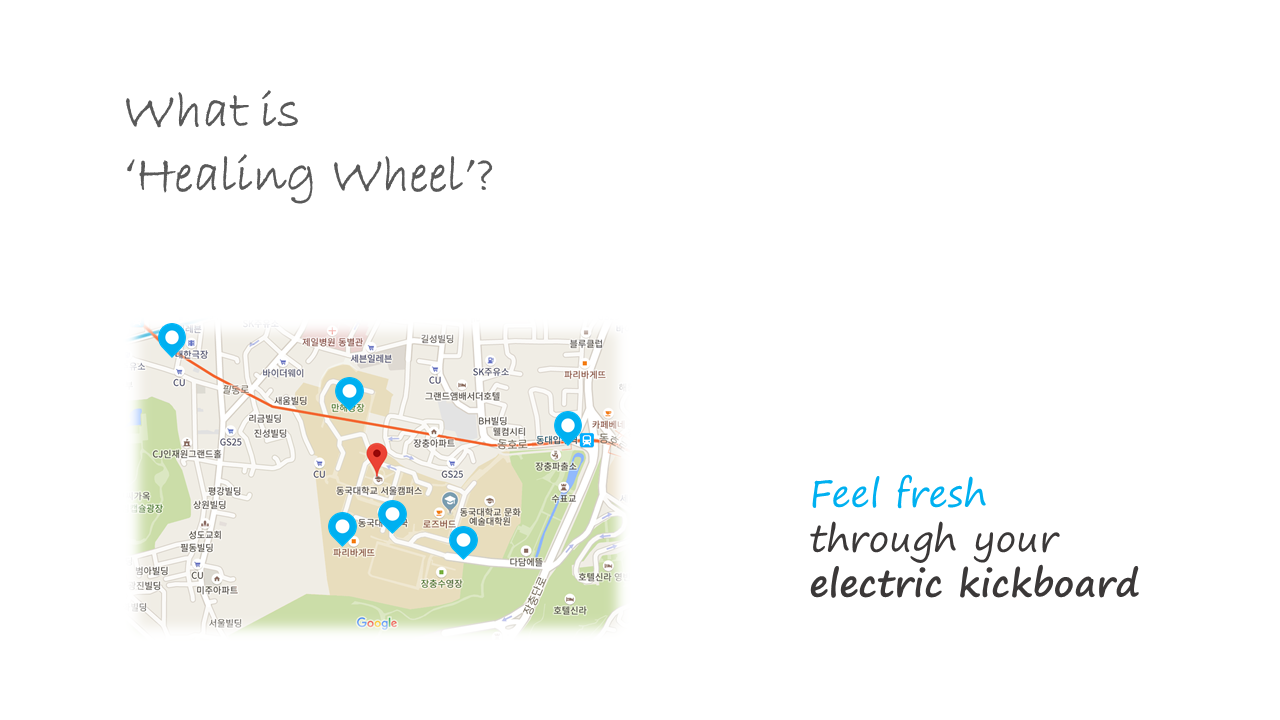 What is
‘Healing Wheel’?
SK주유소
제일병원 동별관
길성빌딩
블루클럽
대한극장
세븐일레븐
CU
바이더웨이
CU
SK주유소
파리바게뜨
필동로
새움빌딩
만해광장
그랜드앰배서더호텔
리금빌딩
BH빌딩
카페베네
진성빌딩
웰컴시티
GS25
장충아파트
동호로
CJ인재원그랜드홀
CU
GS25
장충파출소
평강빌딩
동국대학교 서울캠퍼스
수표교
상원빌딩
동국대학교 문화
예술대학원
로즈버드
성도교회
필동빌딩
파리바게뜨
다담에뜰
범아빌딩
CU
장충수영장
호텔신라
미주아파트
장충단로
호텔신라
서울빌딩
Google
Feel fresh
through your
electric kickboard